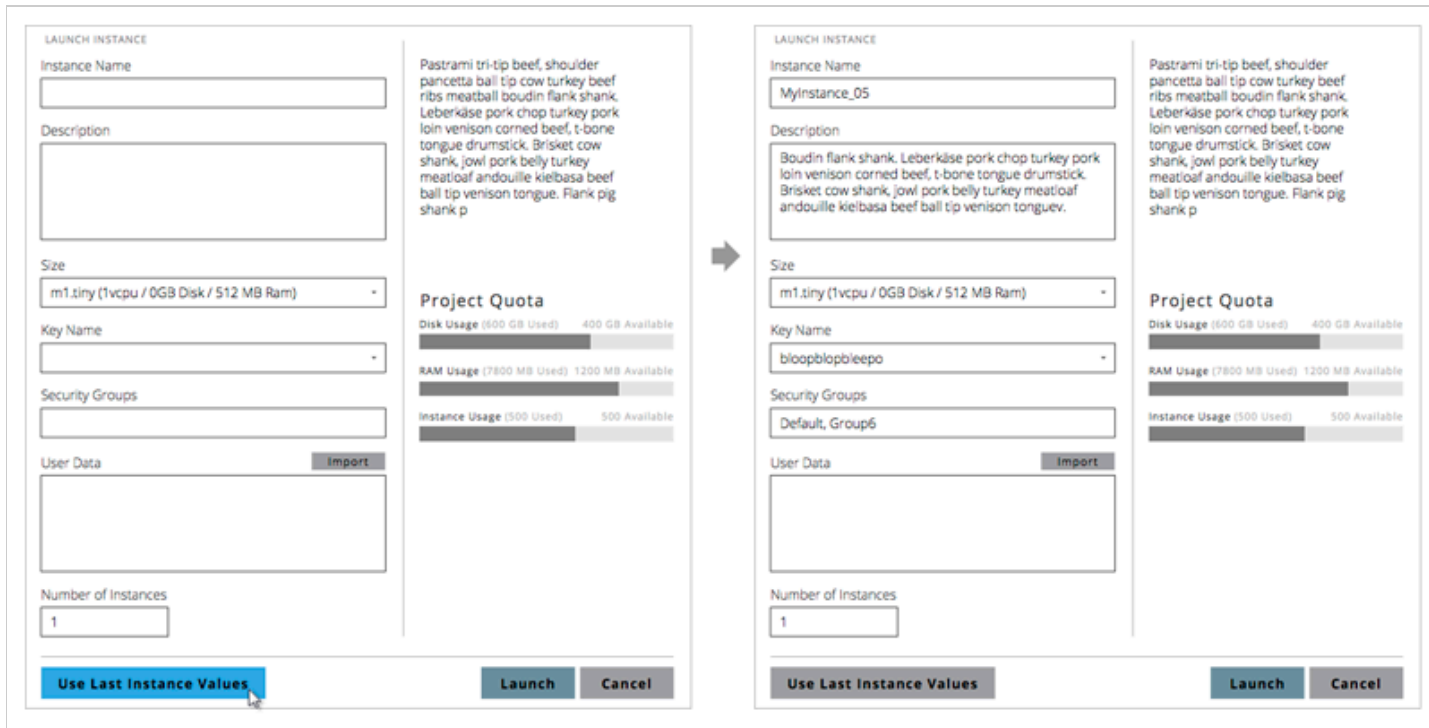 LAUNCH INSTANCE
Instance Name
Description
Size
m1.tiny (1vcpu / 0GB Disk / 512 MB Ram)
Key Name
Security Groups
User Data
Import
Number of Instances
1
Pastrami tri-tip beef, shoulder
pancetta ball tip cow turkey beef
ribs meatball boudin flank shank.
Leberkäse pork chop turkey pork
loin venison corned beef, t-bone
tongue drumstick. Brisket cow
shank, jowl pork belly turkey
meatloaf andouille kielbasa beef
ball tip venison tongue. Flank pig
shank p
Project Quota
Disk Usage (600 GB Used) 400 GB Available
RAM Usage (7800 MB Used) 1200 MB Available
Instance Usage (500 Used) 500 Available
Use Last Instance Values
Launch
Cancel
LAUNCH INSTANCE
Instance Name
MyInstance_05
Description
Boudin flank shank. Leberkäse pork chop turkey pork
loin venison corned beef, t-bone tongue drumstick.
Brisket cow shank, jowl pork belly turkey meatloaf
andouille kielbasa beef ball tip venison tonguev.
Size
m1.tiny (1vcpu / 0GB Disk / 512 MB Ram)
Key Name
bloopblopbleepo
Security Groups
Default, Group6
User Data
Import
Number of Instances
1
Pastrami tri-tip beef, shoulder
pancetta ball tip cow turkey beef
ribs meatball boudin flank shank.
Leberkäse pork chop turkey pork
loin venison corned beef, t-bone
tongue drumstick. Brisket cow
shank, jowl pork belly turkey
meatloaf andouille kielbasa beef
ball tip venison tongue. Flank pig
shank p
Project Quota
Disk Usage (600 GB Used) 400 GB Available
RAM Usage (7800 MB Used) 1200 MB Available
Instance Usage (500 Used) 500 Available
Use Last Instance Values
Launch
Cancel